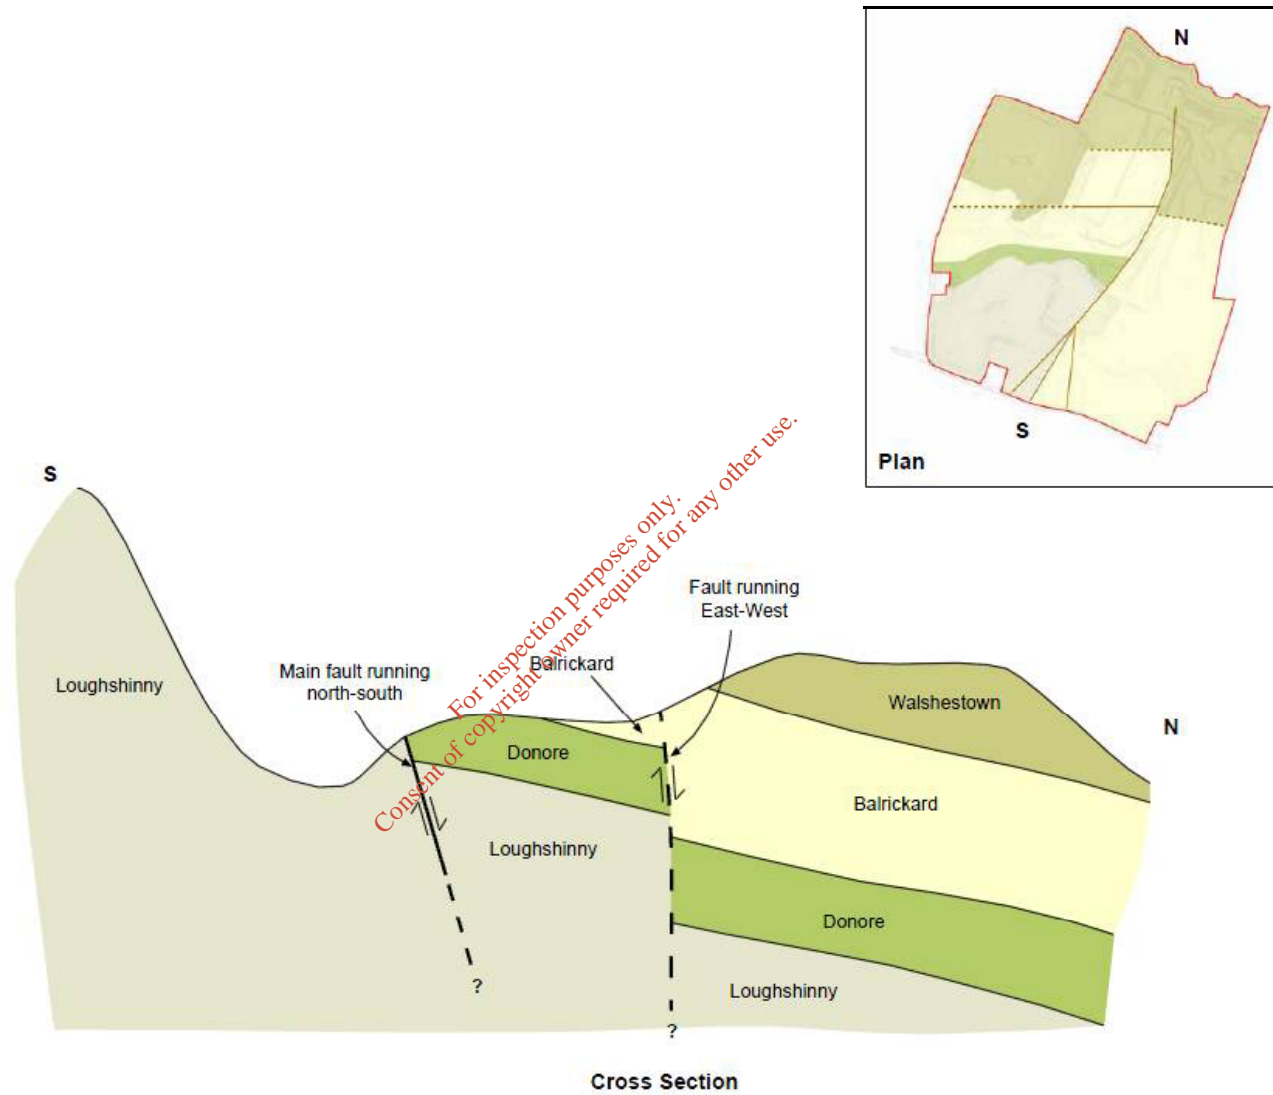 N
S
Plan
S
For inspection purposes only.
Consent of copyright owner required for any other use.
Fault running
East-West
Balrickard
Main fault running
north-south
Loughshinny
Walshestown
N
Donore
Balrickard
Loughshinny
Donore
Loughshinny
?
?
Cross Section